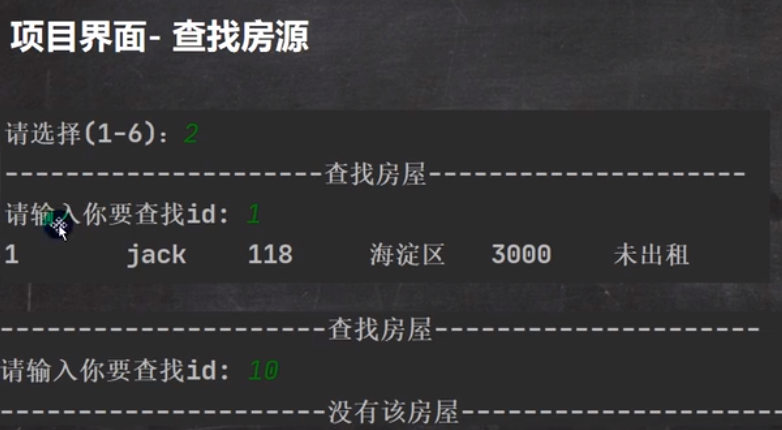 项目界面- 查找房源
请选择(1-6): 2
---------------------查找房屋---------------------
请输入你要查找id: 1
1 jack 118 海淀区 3000 未出租
---------------------查找房屋---------------------
请输入你要查找id: 10
---------------------没有该房屋---------------------